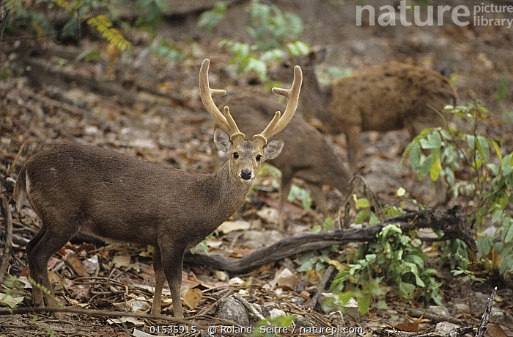 nature picture library
01535915 © Roland Seitre / naturepl.com